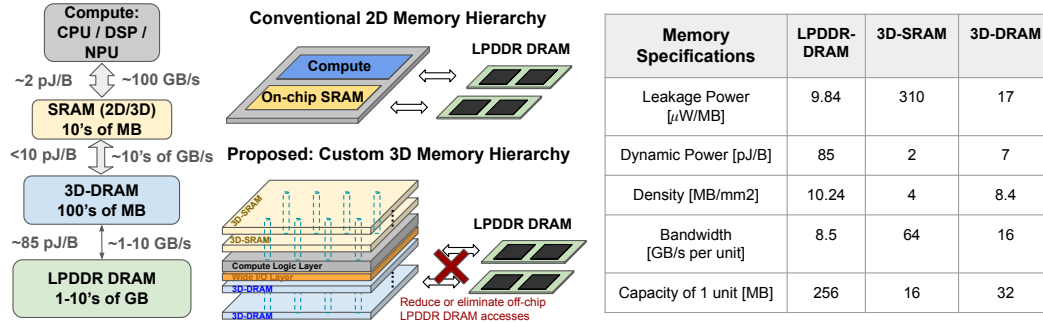 Compute:
CPU / DSP /
NPU
~2 pJ/B
~100 GB/s
SRAM (2D/3D)
10's of MB
<10 pJ/B
~10's of GB/s
3D-DRAM
100's of MB
~85 pJ/B
~1-10 GB/s
LPDDR DRAM
1-10's of GB
Conventional 2D Memory Hierarchy
Compute
On-chip SRAM
LPDDR DRAM
Proposed: Custom 3D Memory Hierarchy
3D-SRAM
3D-SRAM
Compute Logic Layer
Wide I/O Layer
3D-DRAM
3D-DRAM
LPDDR DRAM
Reduce or eliminate off-chip
LPDDR DRAM accesses
Memory Specifications | LPDDR-DRAM | 3D-SRAM | 3D-DRAM
Leakage Power [μW/MB] | 9.84 | 310 | 17
Dynamic Power [pJ/B] | 85 | 2 | 7
Density [MB/mm2] | 10.24 | 4 | 8.4
Bandwidth [GB/s per unit] | 8.5 | 64 | 16
Capacity of 1 unit [MB] | 256 | 16 | 32